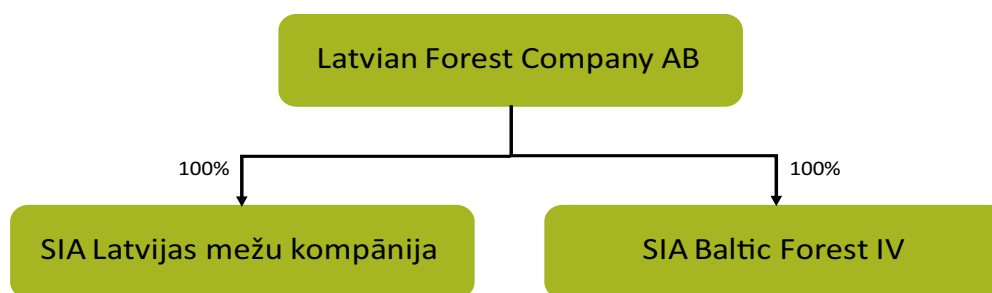 Latvian Forest Company AB
100%
100%
SIA Latvijas mežu kompānija
SIA Baltic Forest IV